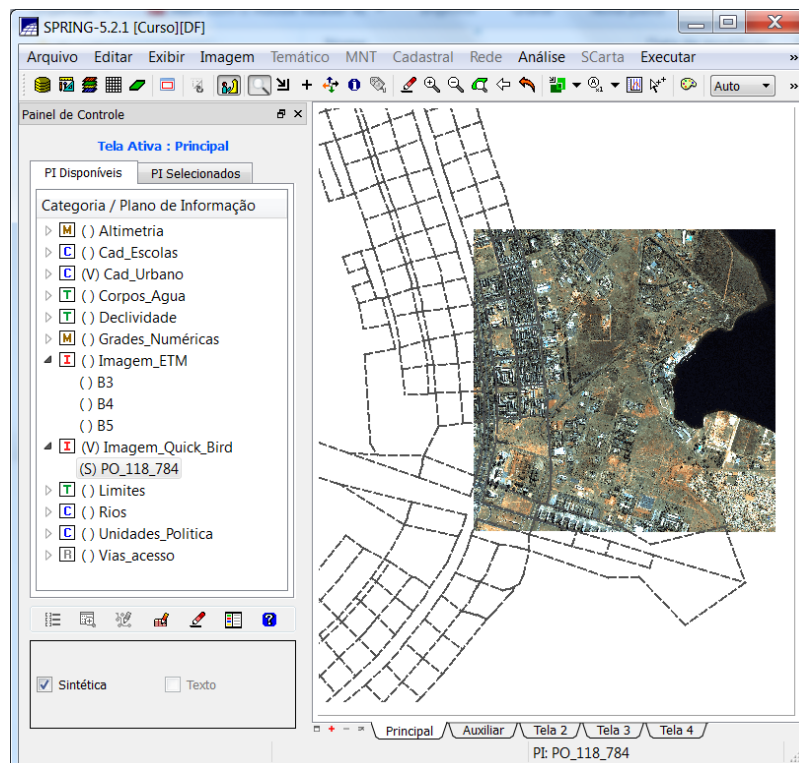 SPRING-5.2.1 [Curso][DF]
Arquivo Editar Exibir Imagem Temático MNT Cadastral Rede Análise SCarta Executar »
Auto »
Painel de Controle
Tela Ativa : Principal
PI Disponíveis PI Selecionados
Categoria / Plano de Informação
M ( ) Altimetria
C ( ) Cad_Escolas
C (V) Cad_Urbano
T ( ) Corpos_Agua
T ( ) Declividade
M ( ) Grades_Numéricas
I ( ) Imagem_ETM
( ) B3
( ) B4
( ) B5
I (V) Imagem_Quick_Bird
(S) PO_118_784
T ( ) Limites
C ( ) Rios
C ( ) Unidades_Politica
R ( ) Vias_acesso
Sintética Texto
Principal Auxiliar Tela 2 Tela 3 Tela 4
PI: PO_118_784